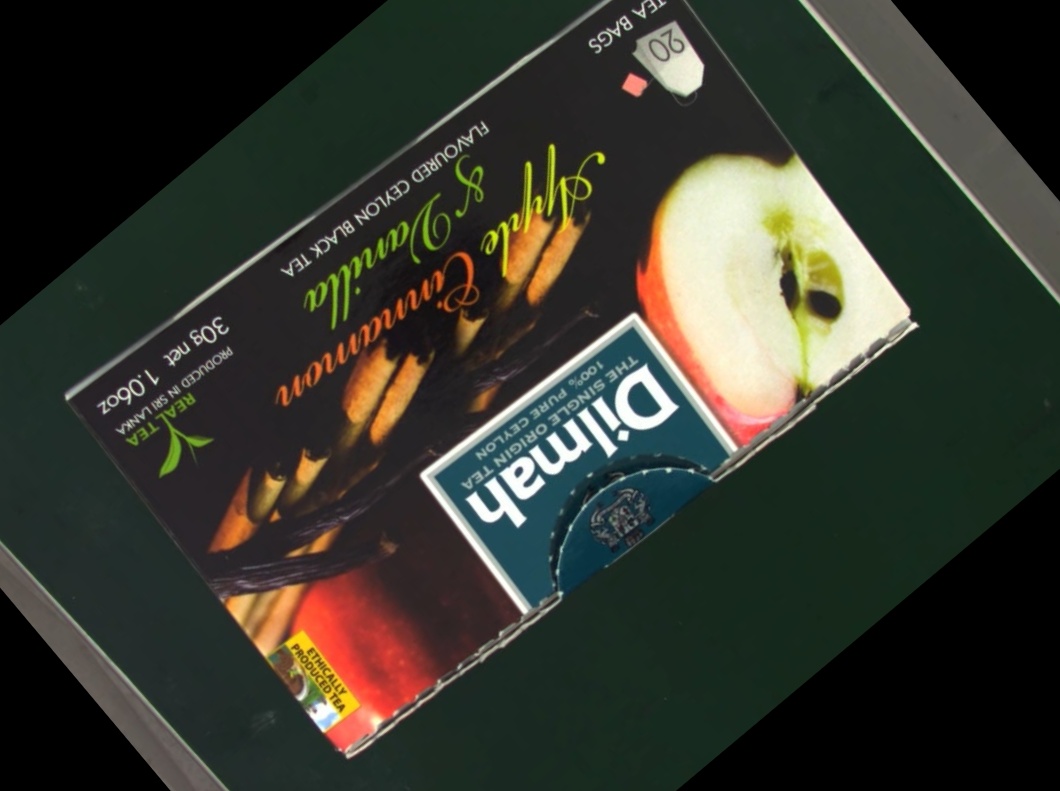 Dilmah
THE SINGLE ORIGIN TEA
100% PURE CEYLON
Apple Cinnamon
& Vanilla
FLAVOURED CEYLON BLACK TEA
20
TEA BAGS
ETHICALLY
PRODUCED TEA
REAL TEA
PRODUCED IN SRI LANKA
30g net 1.06oz